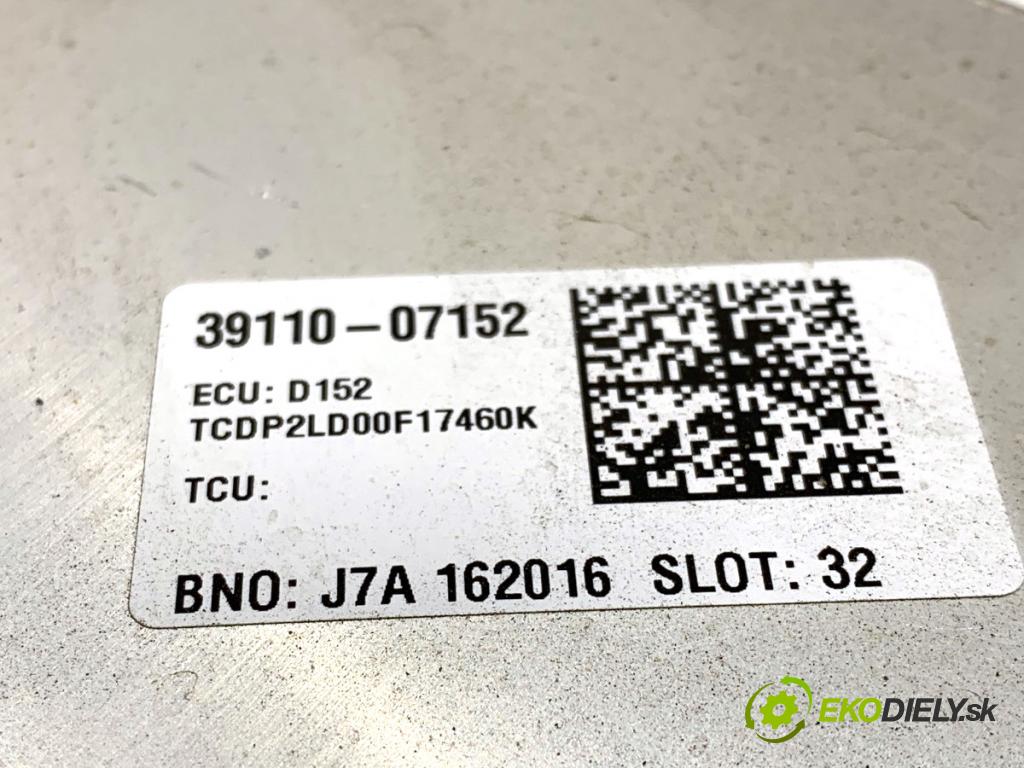 39110-07152
ECU: D152
TCDP2LD00F17460K
TCU:
BNO: J7A 162016 SLOT: 32
EKODIELY.sk